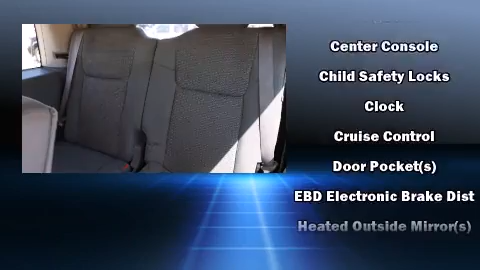 Center Console
Child Safety Locks
Clock
Cruise Control
Door Pocket(s)
EBD Electronic Brake Dist
Heated Outside Mirror(s)